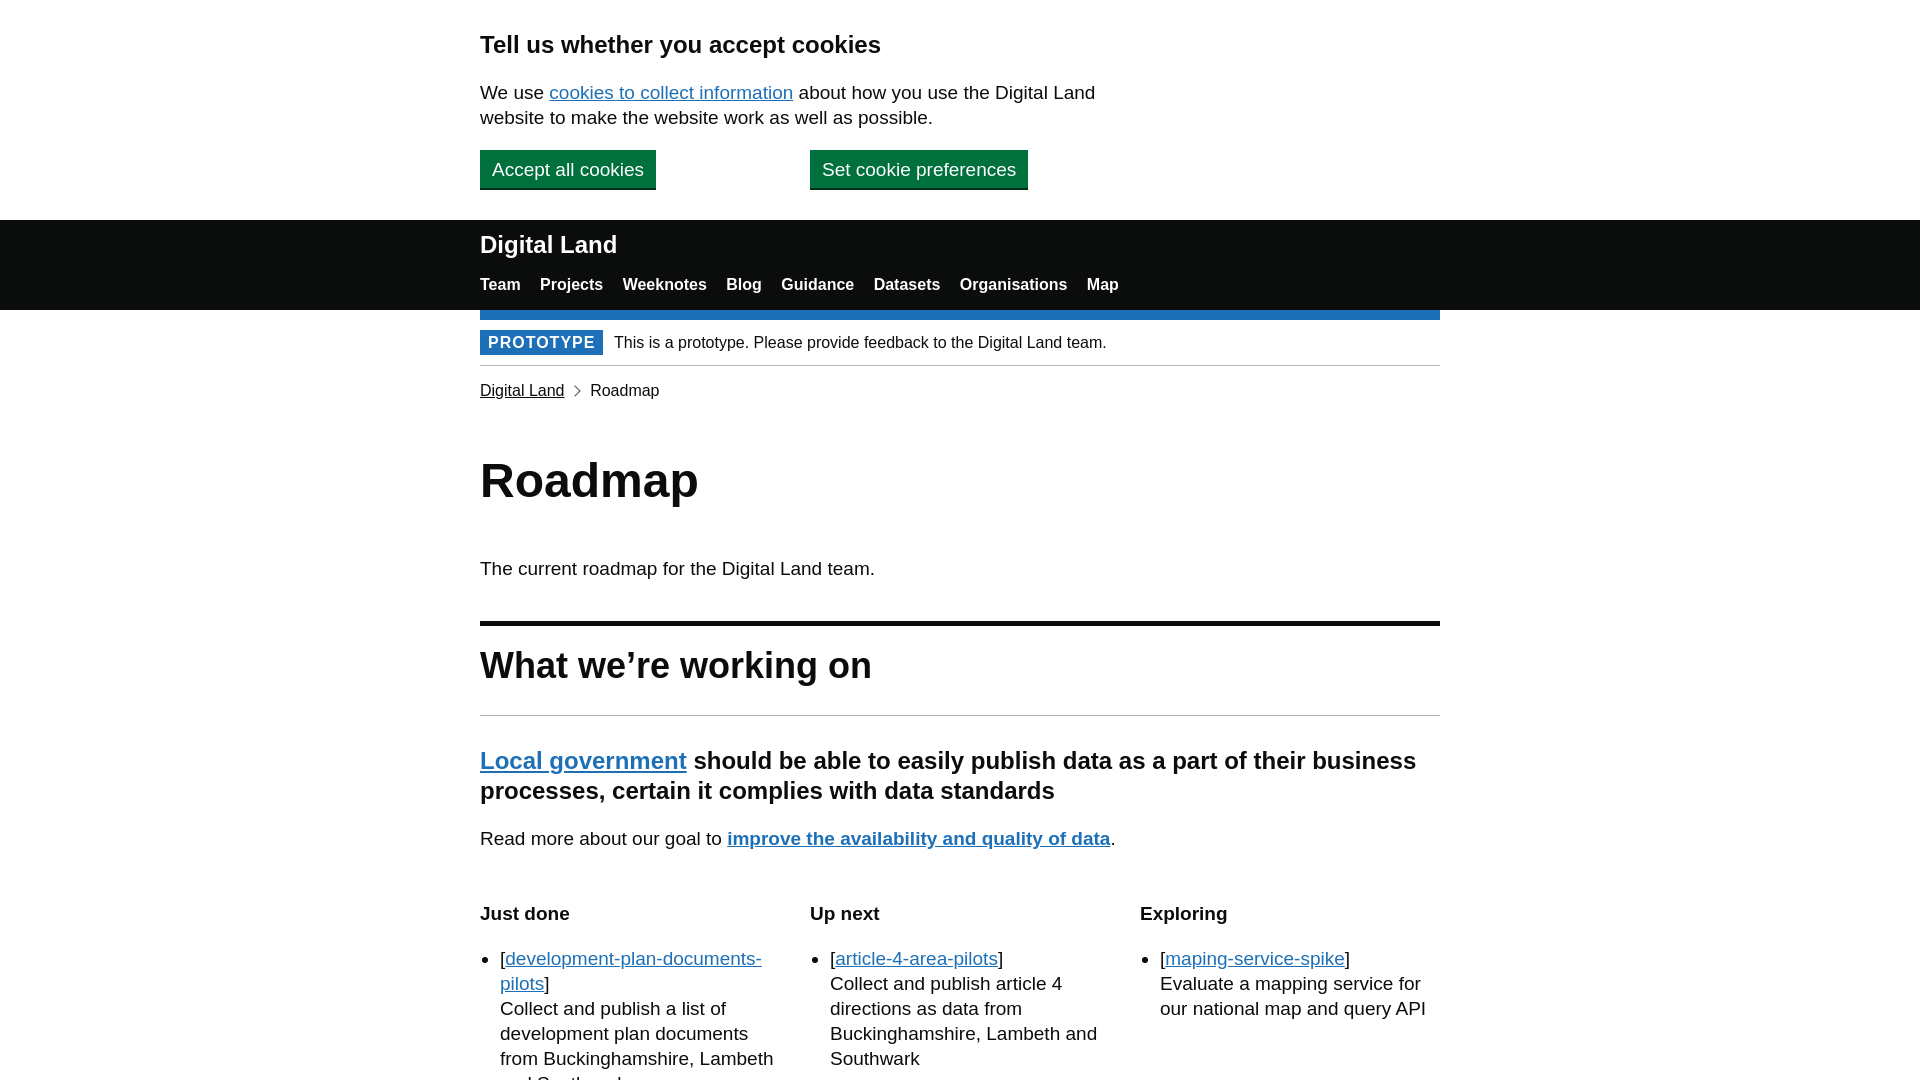 Tell us whether you accept cookies
We use cookies to collect information about how you use the Digital Land
website to make the website work as well as possible.
Accept all cookies
Set cookie preferences
Digital Land
Team Projects Weeknotes Blog Guidance Datasets Organisations Map
PROTOTYPE This is a prototype. Please provide feedback to the Digital Land team.
Digital Land Roadmap
Roadmap
The current roadmap for the Digital Land team.
What we’re working on
Local government should be able to easily publish data as a part of their business
processes, certain it complies with data standards
Read more about our goal to improve the availability and quality of data.
Just done
[development-plan-documents-
pilots]
Collect and publish a list of
development plan documents
from Buckinghamshire, Lambeth
Up next
[article-4-area-pilots]
Collect and publish article 4
directions as data from
Buckinghamshire, Lambeth and
Southwark
Exploring
[maping-service-spike]
Evaluate a mapping service for
our national map and query API